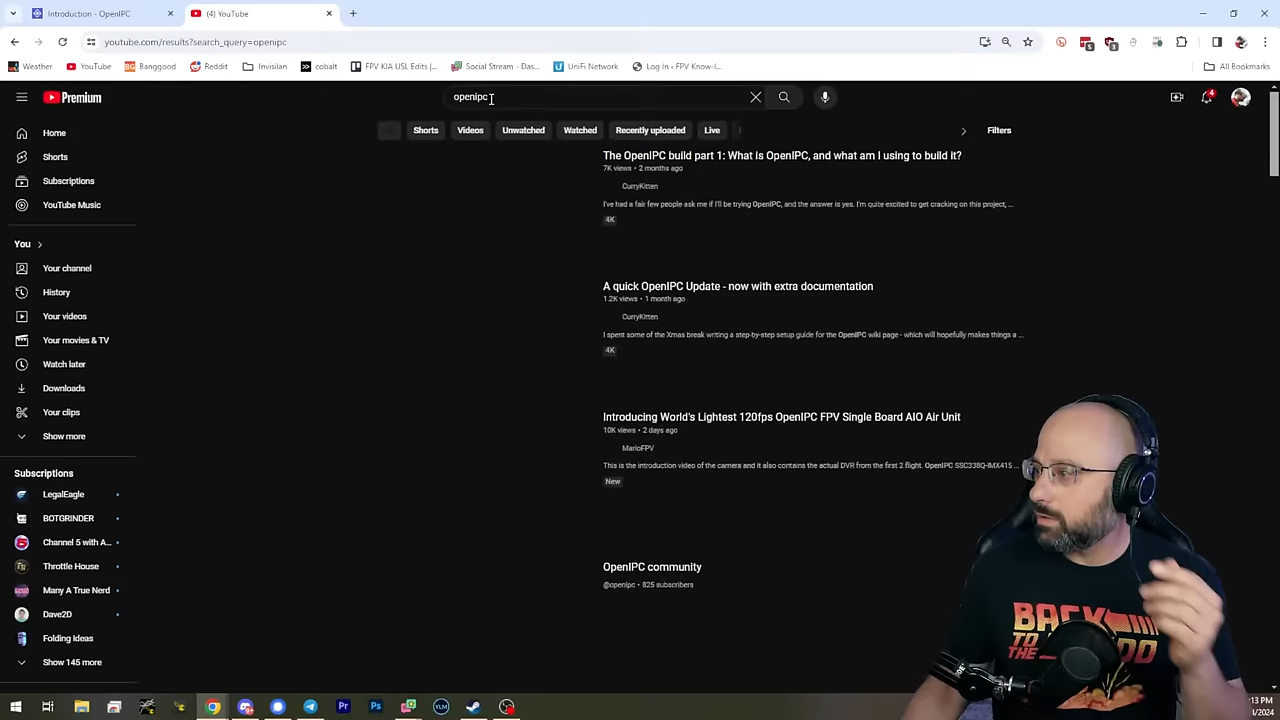 Introduction - OpenIPC
(4) YouTube
youtube.com/results?search_query=openipc
Weather
YouTube
Banggood
Reddit
Invisilan
cobalt
FPV KIA USL Edits |...
Social Stream - Das...
UniFi Network
Log In ‹ FPV Know-I...
All Bookmarks
Premium
openipc
4
Shorts
Videos
Unwatched
Watched
Recently uploaded
Live
Filters
Home
Shorts
Subscriptions
YouTube Music
You
Your channel
History
Your videos
Your movies & TV
Watch later
Downloads
Your clips
Show more
Subscriptions
LegalEagle
BOTGRINDER
Channel 5 with A...
Throttle House
Many A True Nerd
Dave2D
Folding Ideas
Show 145 more
The OpenIPC build part 1: What is OpenIPC, and what am I using to build it?
7K views • 2 months ago
CurryKitten
I've had a fair few people ask me if I'll be trying OpenIPC, and the answer is yes. I'm quite excited to get cracking on this project, ...
4K
A quick OpenIPC Update - now with extra documentation
1.2K views • 1 month ago
CurryKitten
I spent some of the Xmas break writing a step-by-step setup guide for the OpenIPC wiki page - which will hopefully makes things a ...
4K
Introducing World's Lightest 120fps OpenIPC FPV Single Board AIO Air Unit
10K views • 2 days ago
MarioFPV
This is the introduction video of the camera and it also contains the actual DVR from the first 2 flight. OpenIPC SSC338Q-IMX415 ...
New
OpenIPC community
@openipc • 825 subscribers
BACK
TO
THE
:13 PM
/2024